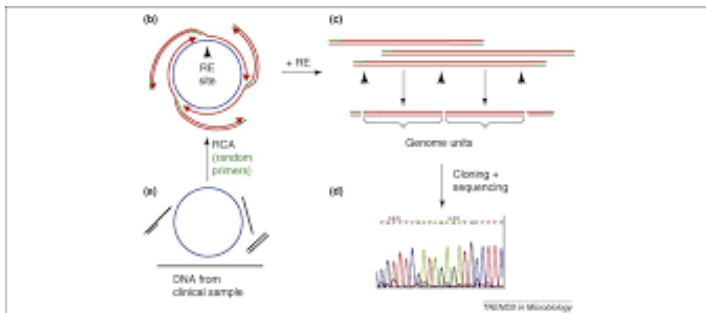 (b)
(c)
RE
site
+ RE
Genome units
RCA
(random
primers)
Cloning +
sequencing
(a)
(d)
DNA from
clinical sample
TRENDS in Microbiology